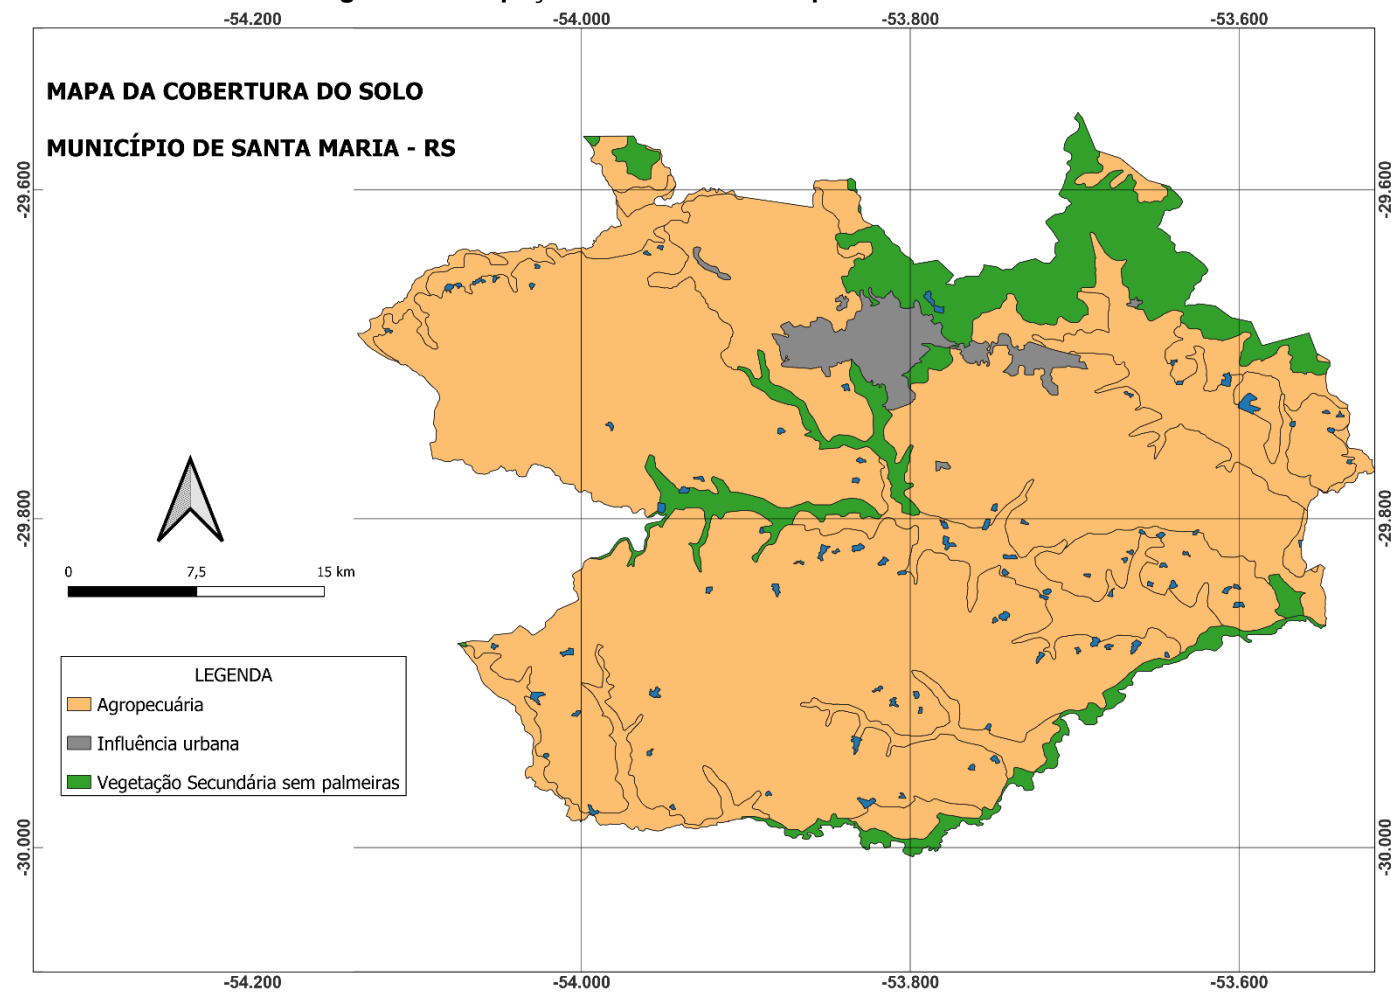 -54.200 -54.000 -53.800 -53.600
MAPA DA COBERTURA DO SOLO
MUNICÍPIO DE SANTA MARIA - RS
-29.600 -29.600
-29.800 -29.800
0 7,5 15 km
LEGENDA
Agropecuária
Influência urbana
Vegetação Secundária sem palmeiras
-30.000 -30.000
-54.200 -54.000 -53.800 -53.600